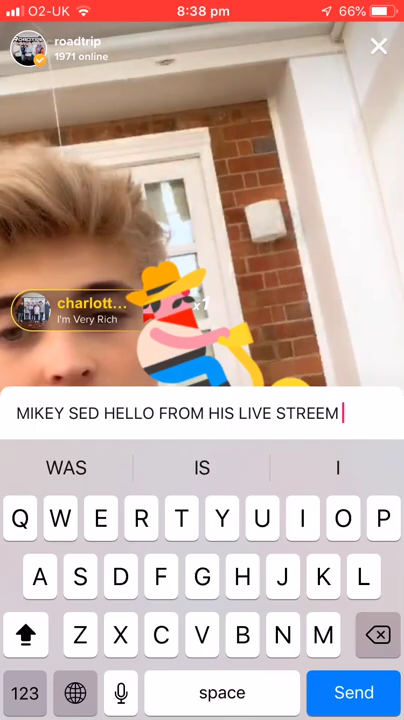 O2-UK
8:38 pm
66%
roadtrip
1971 online
charlott...
x1
I'm Very Rich
MIKEY SED HELLO FROM HIS LIVE STREEM
WAS IS I
Q W E R T Y U I O P
A S D F G H J K L
Z X C V B N M
123 space Send